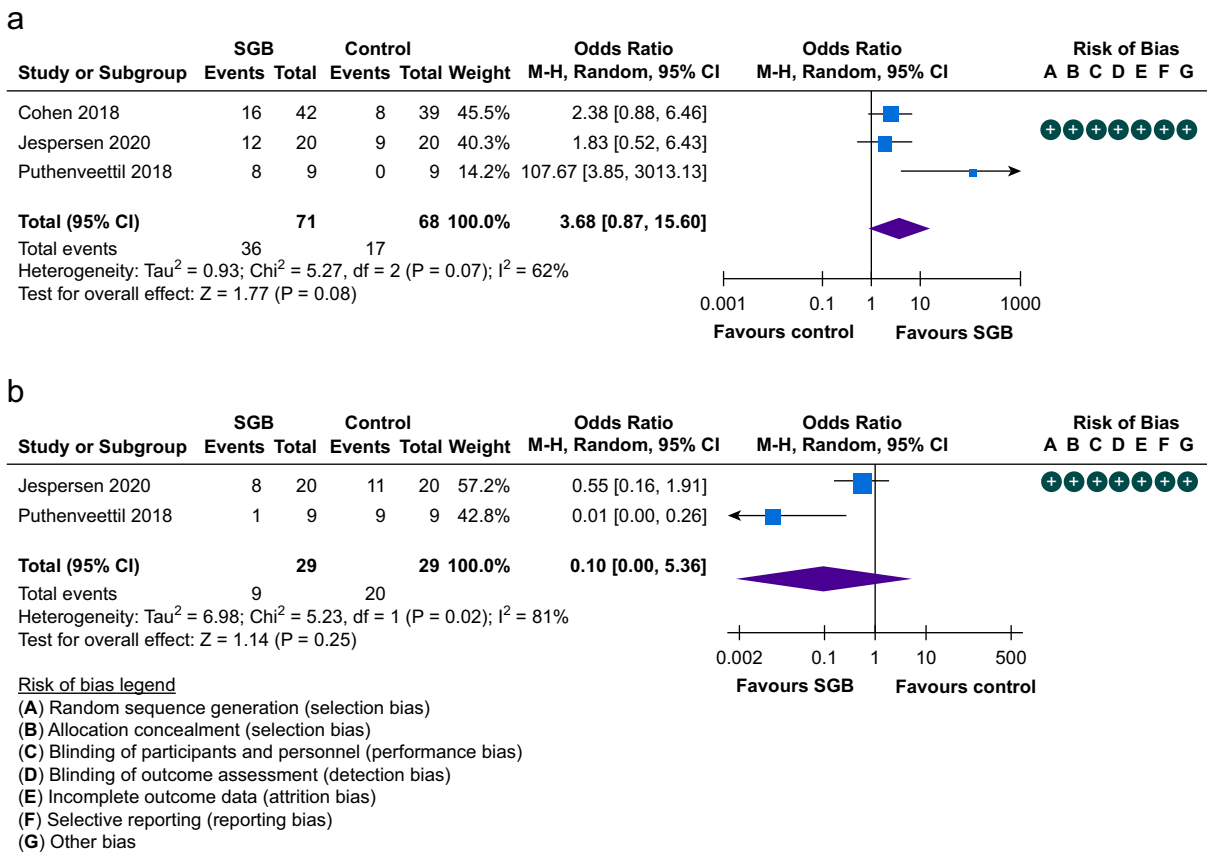 a
SGB Control Odds Ratio Odds Ratio Risk of Bias
Study or Subgroup Events Total Events Total Weight M-H, Random, 95% CI M-H, Random, 95% CI A B C D E F G
Cohen 2018 16 42 8 39 45.5% 2.38 [0.88, 6.46]
+ + + + + + +
Jespersen 2020 12 20 9 20 40.3% 1.83 [0.52, 6.43]
Puthenveettil 2018 8 9 0 9 14.2% 107.67 [3.85, 3013.13]
Total (95% CI) 71 68 100.0% 3.68 [0.87, 15.60]
Total events 36 17
Heterogeneity: Tau² = 0.93; Chi² = 5.27, df = 2 (P = 0.07); I² = 62%
Test for overall effect: Z = 1.77 (P = 0.08)
0.001 0.1 1 10 1000
Favours control Favours SGB
b
SGB Control Odds Ratio Odds Ratio Risk of Bias
Study or Subgroup Events Total Events Total Weight M-H, Random, 95% CI M-H, Random, 95% CI A B C D E F G
Jespersen 2020 8 20 11 20 57.2% 0.55 [0.16, 1.91] + + + + + + +
Puthenveettil 2018 1 9 9 9 42.8% 0.01 [0.00, 0.26]
Total (95% CI) 29 29 100.0% 0.10 [0.00, 5.36]
Total events 9 20
Heterogeneity: Tau² = 6.98; Chi² = 5.23, df = 1 (P = 0.02); I² = 81%
Test for overall effect: Z = 1.14 (P = 0.25)
0.002 0.1 1 10 500
Favours SGB Favours control
Risk of bias legend
(A) Random sequence generation (selection bias)
(B) Allocation concealment (selection bias)
(C) Blinding of participants and personnel (performance bias)
(D) Blinding of outcome assessment (detection bias)
(E) Incomplete outcome data (attrition bias)
(F) Selective reporting (reporting bias)
(G) Other bias